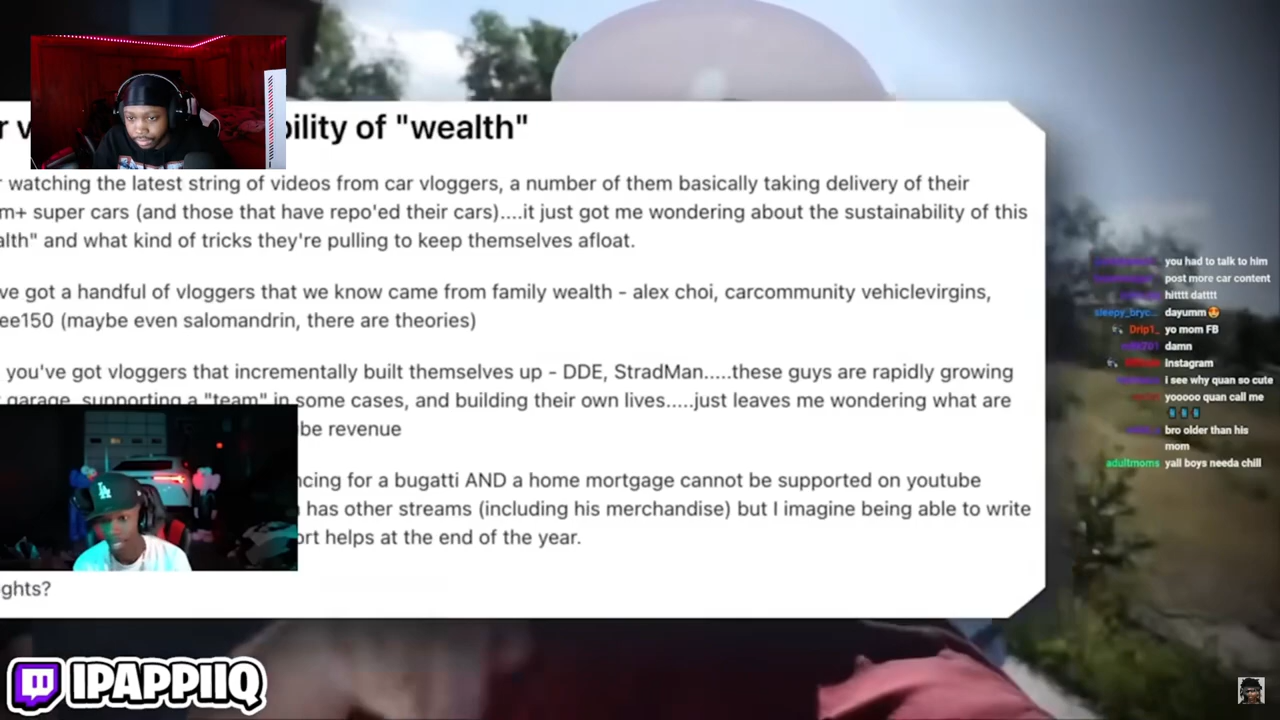 r v
bility of "wealth"
r watching the latest string of videos from car vloggers, a number of them basically taking delivery of their
m+ super cars (and those that have repo'ed their cars)....it just got me wondering about the sustainability of this
alth" and what kind of tricks they're pulling to keep themselves afloat.
ve got a handful of vloggers that we know came from family wealth - alex choi, carcommunity vehiclevirgins,
ee150 (maybe even salomandrin, there are theories)
you've got vloggers that incrementally built themselves up - DDE, StradMan.....these guys are rapidly growing
garage, supporting a "team" in some cases, and building their own lives.....just leaves me wondering what are
be revenue
ncing for a bugatti AND a home mortgage cannot be supported on youtube
has other streams (including his merchandise) but I imagine being able to write
ort helps at the end of the year.
ghts?
LA
IPAPPIIQ
you had to talk to him
post more car content
hitttt datttt
sleepy_bryc... dayumm
Drip1_ yo mom FB
damn
instagram
i see why quan so cute
yooooo quan call me
bro older than his
mom
adultmoms yall boys needa chill